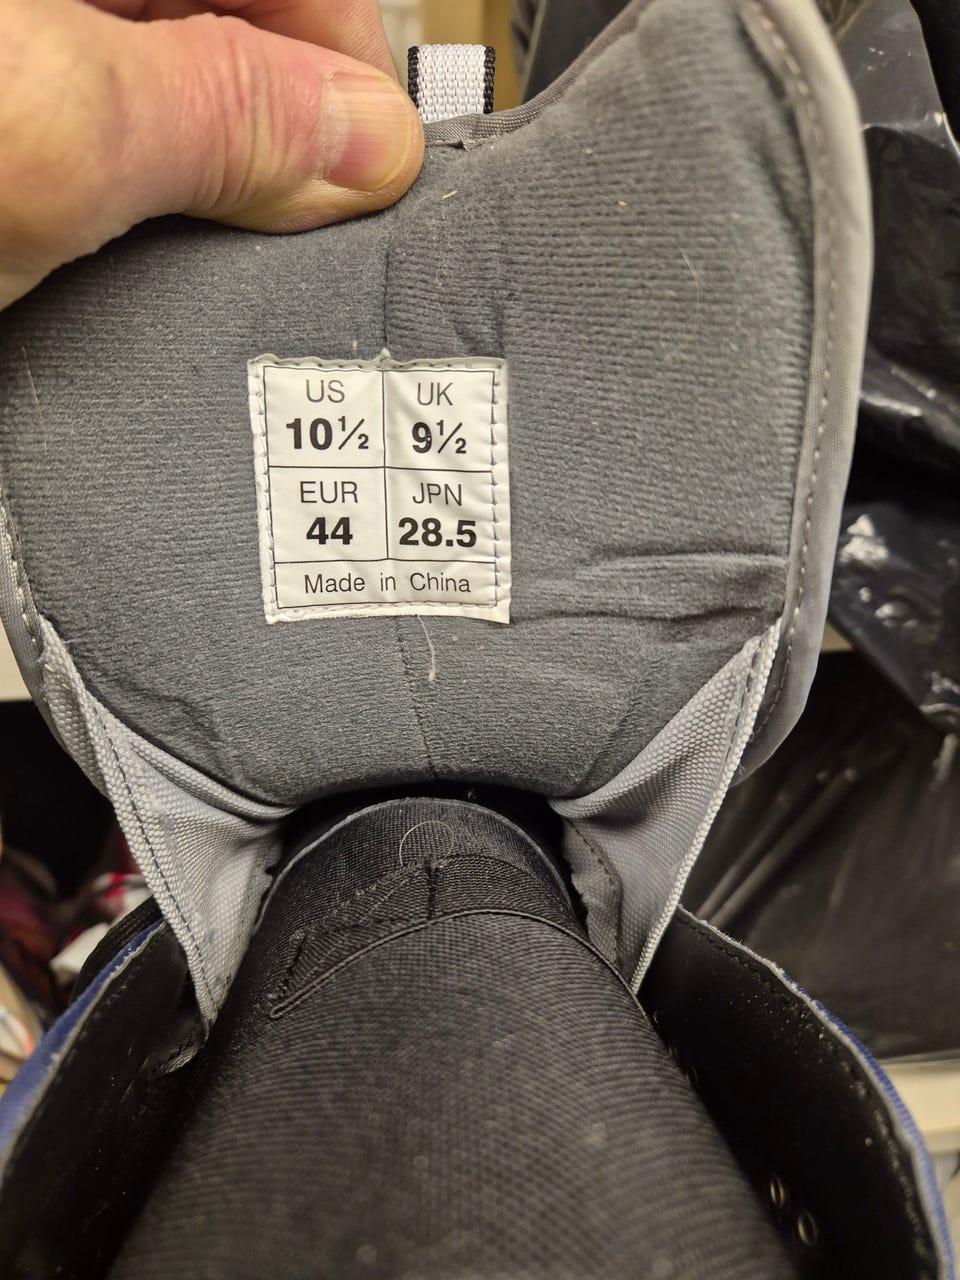 US UK
10½ 9½
EUR JPN
44 28.5
Made in China